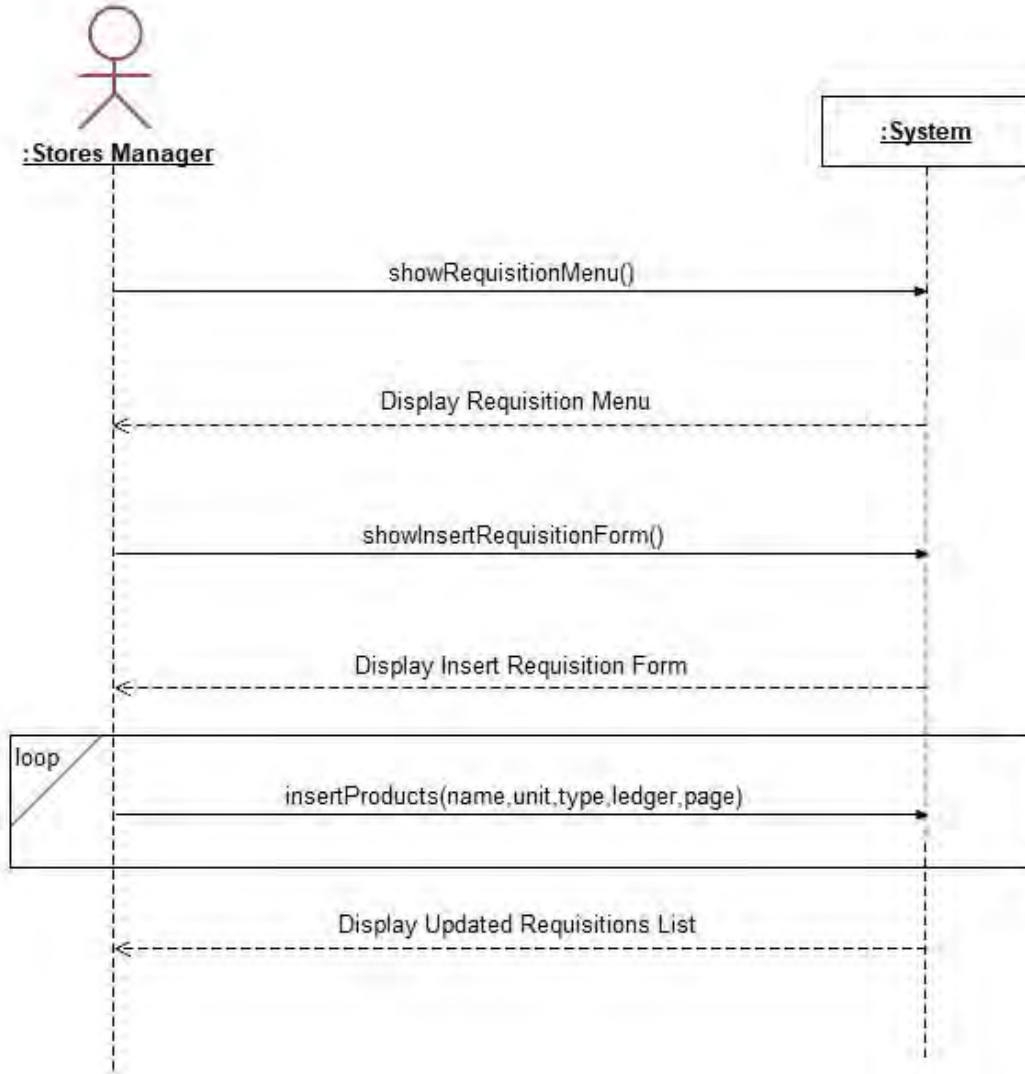 :Stores Manager
:System
showRequisitionMenu()
Display Requisition Menu
showInsertRequisitionForm()
Display Insert Requisition Form
loop
insertProducts(name,unit,type,ledger,page)
Display Updated Requisitions List